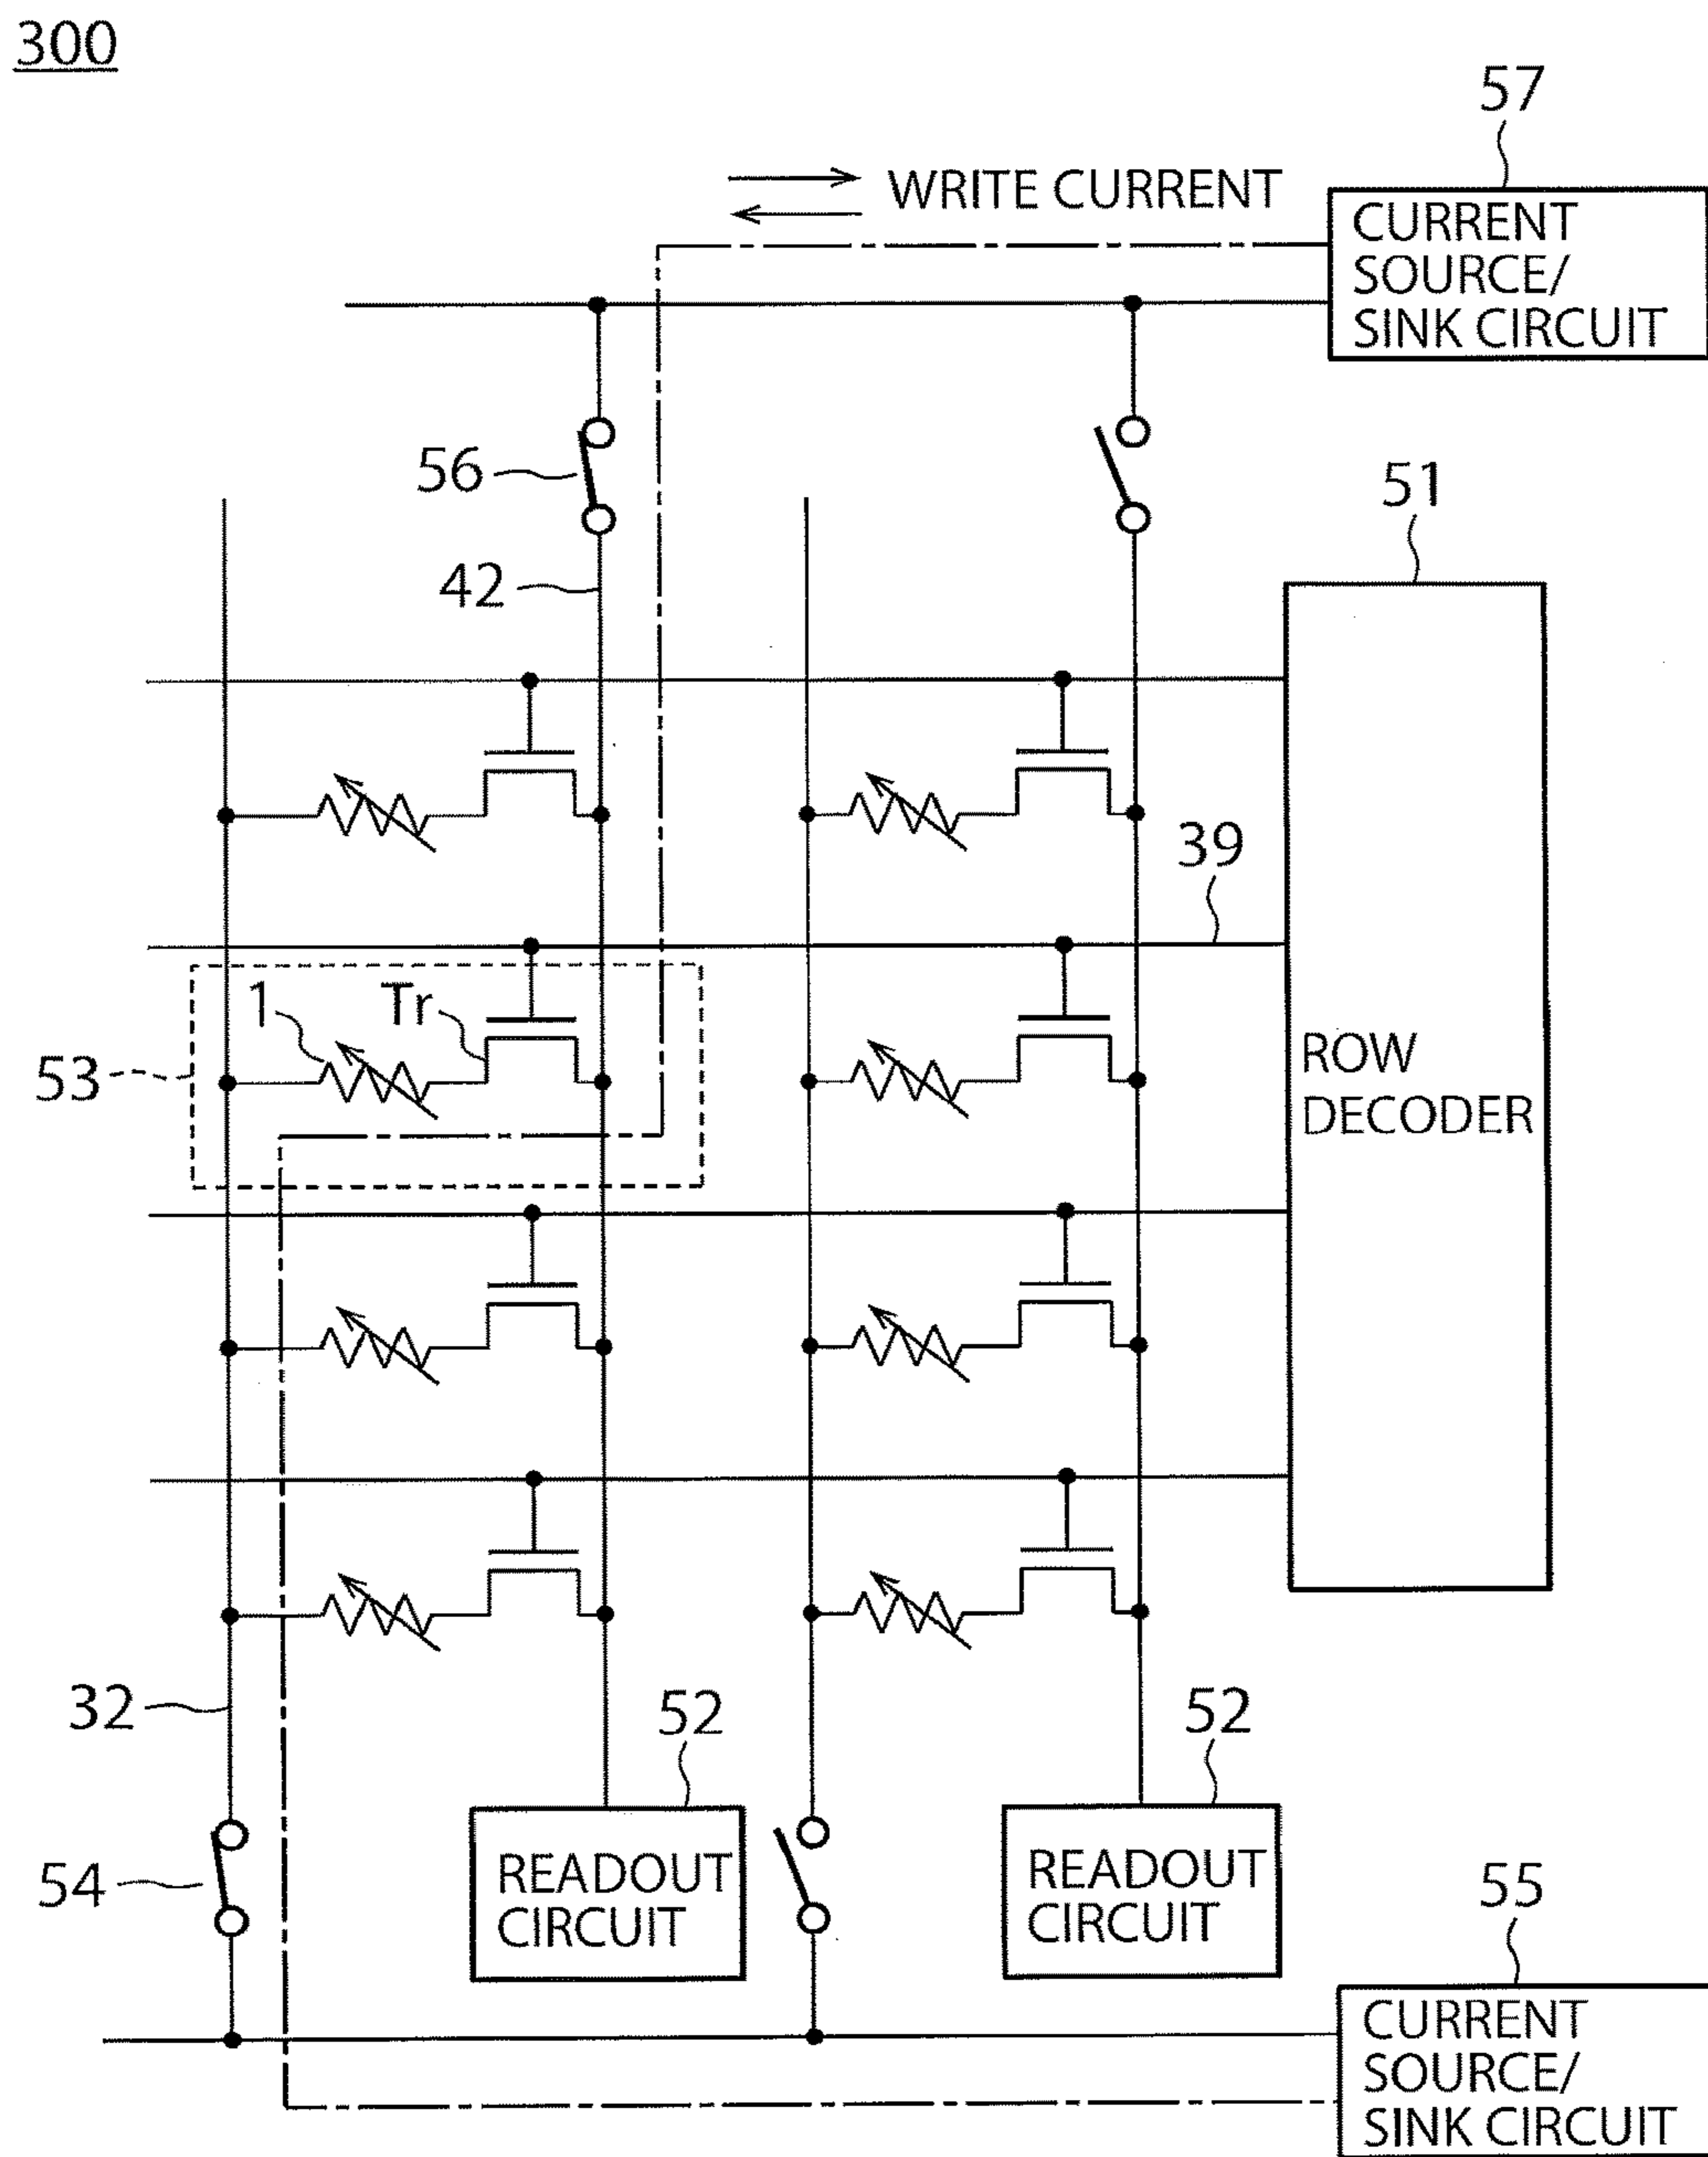 300
57
WRITE CURRENT
CURRENT
SOURCE/
SINK CIRCUIT
56
51
42
39
1
Tr
53
ROW
DECODER
32
52
52
54
READOUT
CIRCUIT
READOUT
CIRCUIT
55
CURRENT
SOURCE/
SINK CIRCUIT